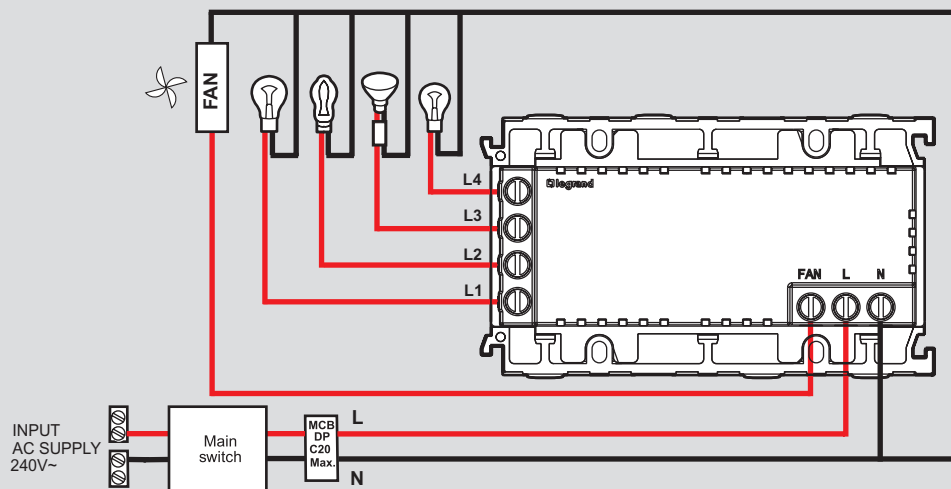 FAN
L4
L3
L2
L1
legrand
FAN L N
INPUT
AC SUPPLY
240V~
Main
switch
MCB
DP
C20
Max.
L
N